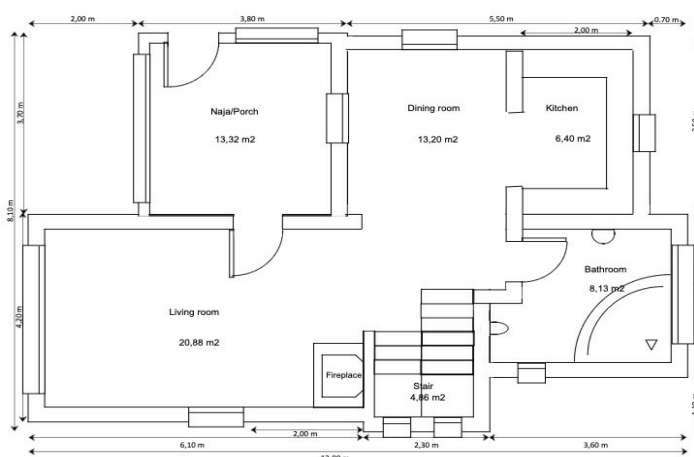 2,00 m
3,80 m
5,50 m
0.70 m
2,00 m
Naja/Porch
13,32 m2
Dining room
13,20 m2
Kitchen
6,40 m2
3,70 m
8,10 m
4,20 m
Living room
20,88 m2
Bathroom
8,13 m2
Fireplace
Stair
4,86 m2
2,00 m
6,10 m
2,30 m
3,60 m